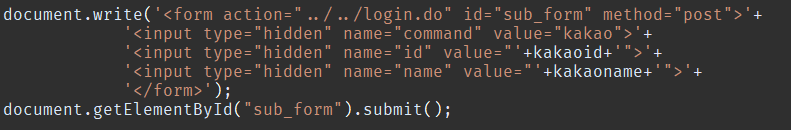 document.write('<form action="../../login.do" id="sub_form" method="post">'+
'<input type="hidden" name="command" value="kakao">'+
'<input type="hidden" name="id" value="'+kakaoid+'">'+
'<input type="hidden" name="name" value="'+kakaoname+'">'+
'</form>');
document.getElementById("sub_form").submit();